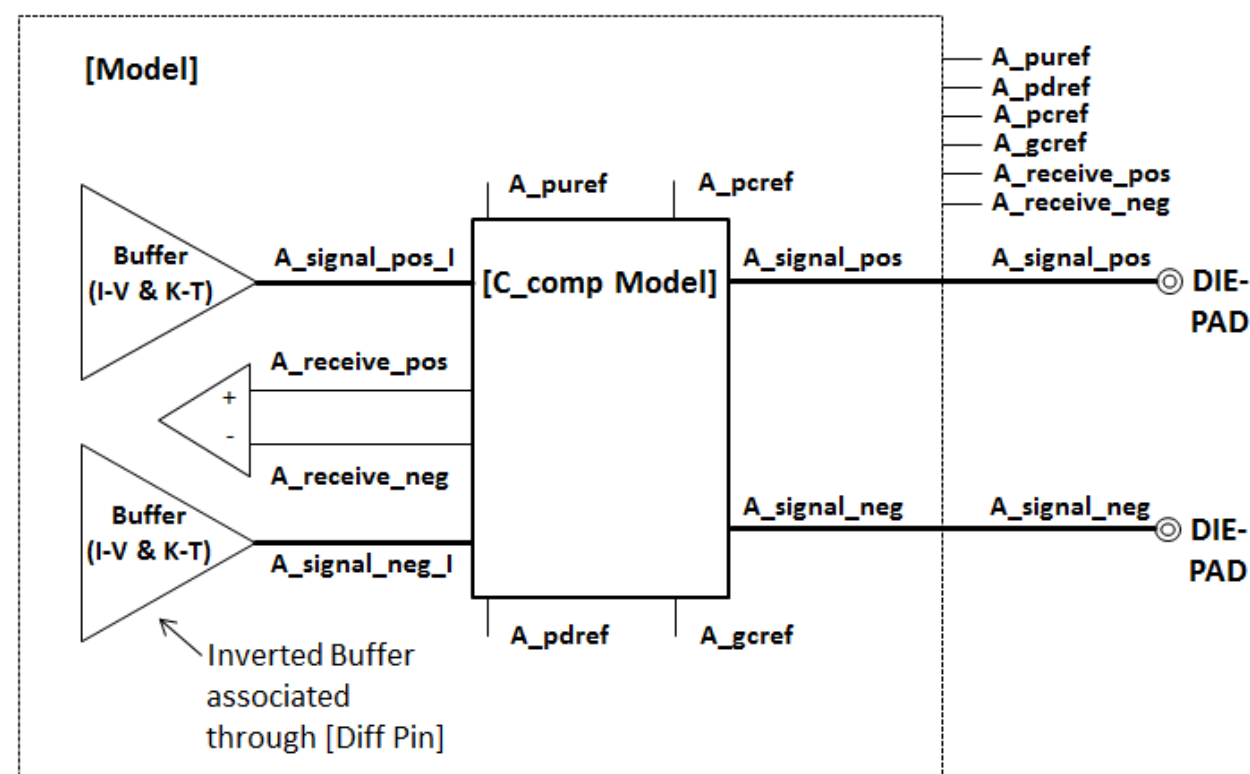 [Model]
A_puref
A_pdref
A_pcref
A_gcref
A_receive_pos
A_receive_neg
A_puref
A_pcref
Buffer
(I-V & K-T)
A_signal_pos_I
[C_comp Model]
A_signal_pos
A_signal_pos
DIE-
PAD
A_receive_pos
+
-
A_receive_neg
Buffer
(I-V & K-T)
A_signal_neg_I
A_signal_neg
A_signal_neg
DIE-
PAD
A_pdref
A_gcref
Inverted Buffer
associated
through [Diff Pin]